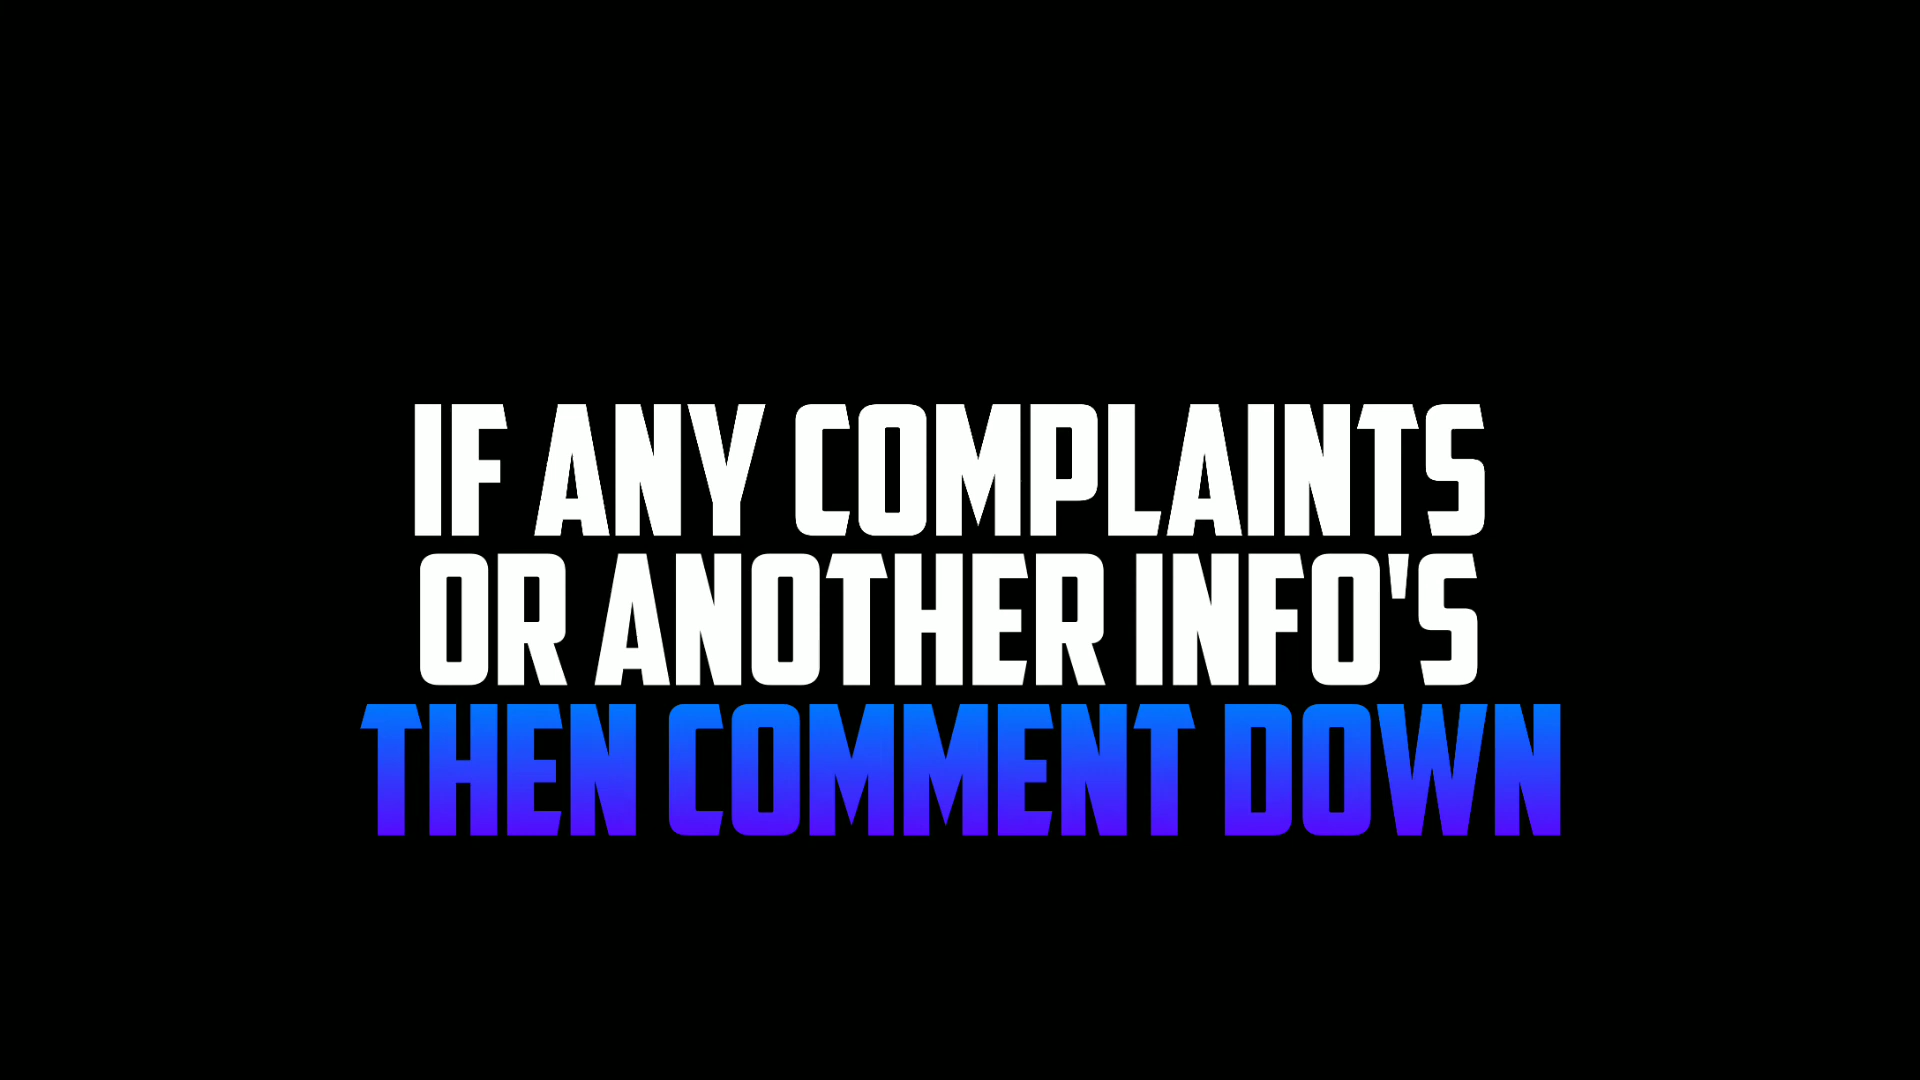 IF ANY COMPLAINTS
OR ANOTHER INFO'S
THEN COMMENT DOWN